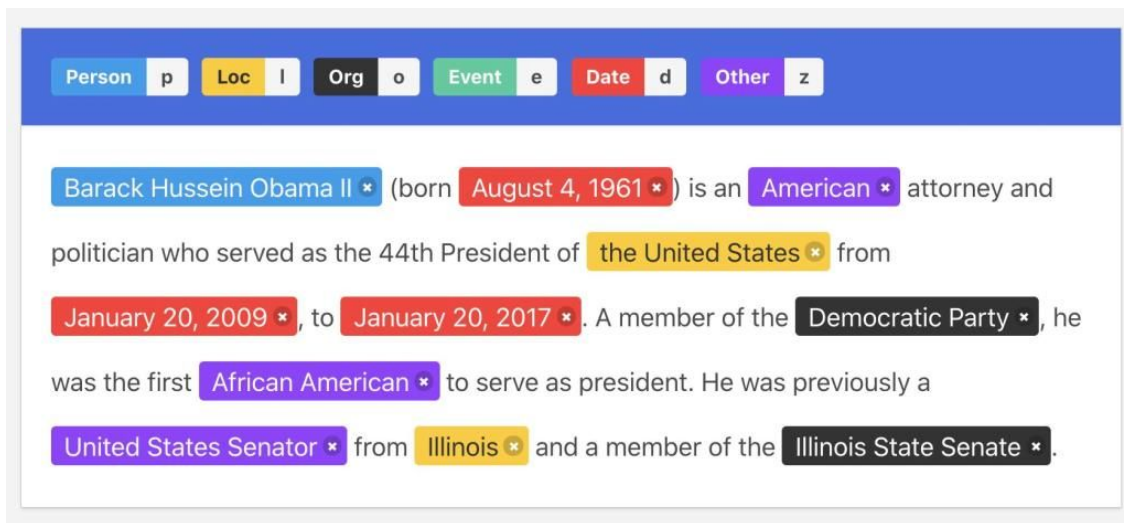 Person p Loc l Org o Event e Date d Other z
Barack Hussein Obama II (born August 4, 1961) is an American attorney and
politician who served as the 44th President of the United States from
January 20, 2009, to January 20, 2017. A member of the Democratic Party, he
was the first African American to serve as president. He was previously a
United States Senator from Illinois and a member of the Illinois State Senate.